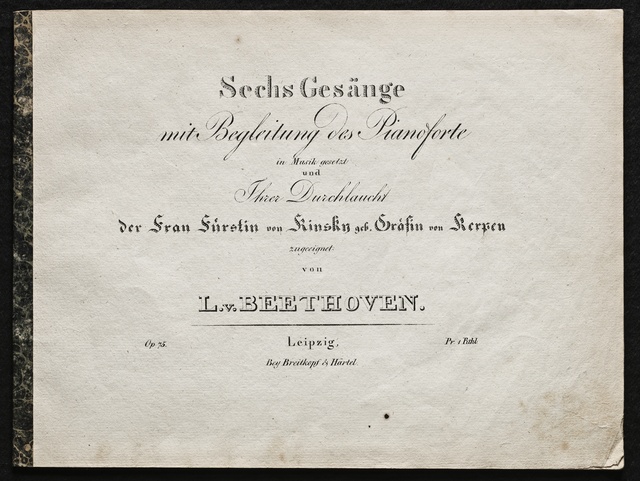 Sechs Gesänge
mit Begleitung des Pianoforte
in Musik gesetzt
und
Ihrer Durchlaucht
der Frau Fürstin von Kinsky geb. Gräfin von Kerpen
zugeeignet
von
L.v. BEETHOVEN.
Op. 75.
Leipzig,
Pr. 1 Rthl.
Bey Breitkopf & Härtel.